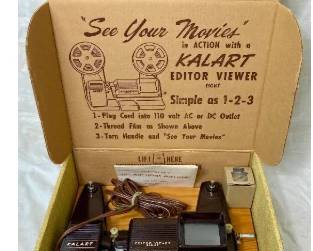 "See Your Movies"
in ACTION with a
KALART
EDITOR VIEWER
EIGHT
Simple as 1-2-3
1-Plug Cord into 110 volt AC or DC Outlet
2-Thread Film as Shown Above
3-Turn Handle and "See Your Movies"
LIFT HERE
KALART